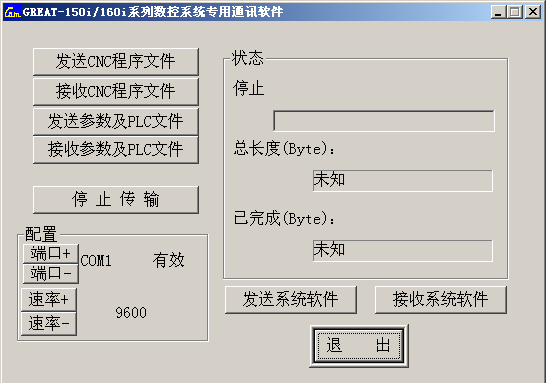 Com GREAT-150i/160i系列数控系统专用通讯软件
发送CNC程序文件
接收CNC程序文件
发送参数及PLC文件
接收参数及PLC文件
停 止 传 输
配置
端口+
端口-
COM1 有效
速率+
速率-
9600
状态
停止
总长度(Byte):
未知
已完成(Byte):
未知
发送系统软件
接收系统软件
退 出